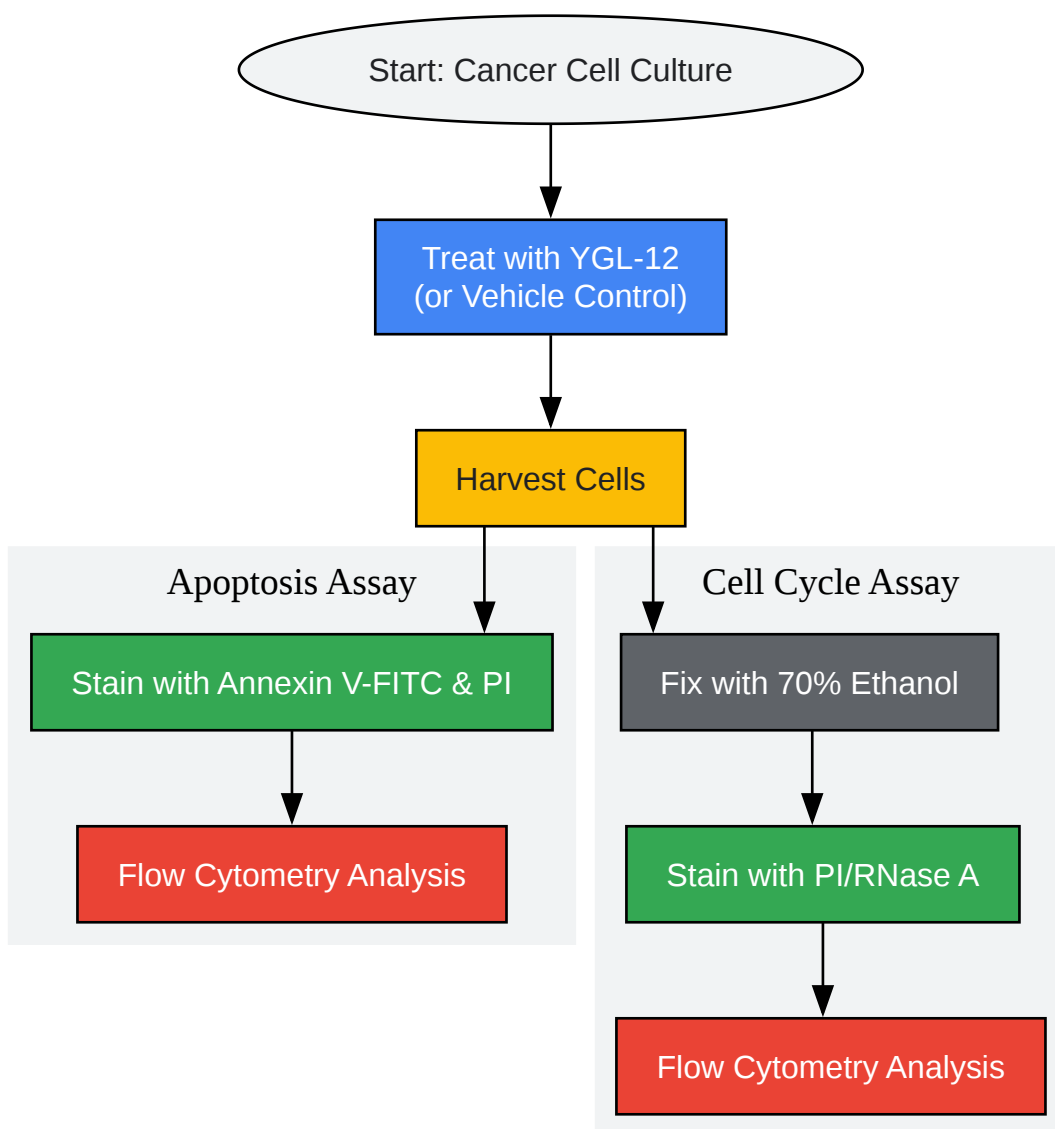 Start: Cancer Cell Culture
Treat with YGL-12
(or Vehicle Control)
Harvest Cells
Apoptosis Assay
Stain with Annexin V-FITC & PI
Flow Cytometry Analysis
Cell Cycle Assay
Fix with 70% Ethanol
Stain with PI/RNase A
Flow Cytometry Analysis